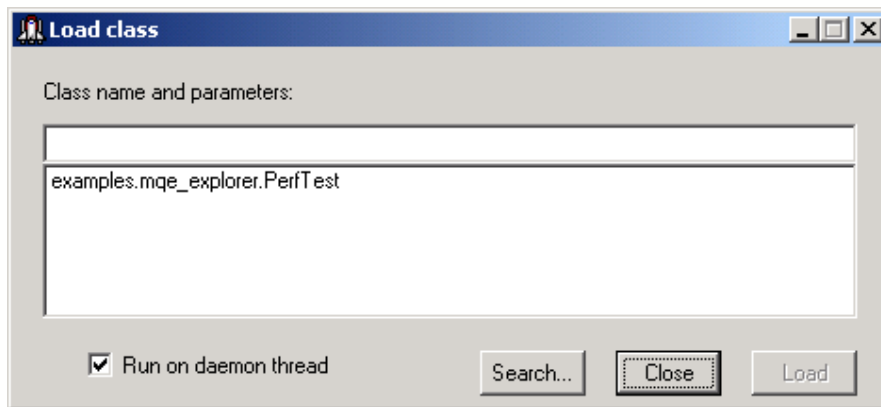 Load class
Class name and parameters:
examples.mqe_explorer.PerfTest
Run on daemon thread
Search...
Close
Load